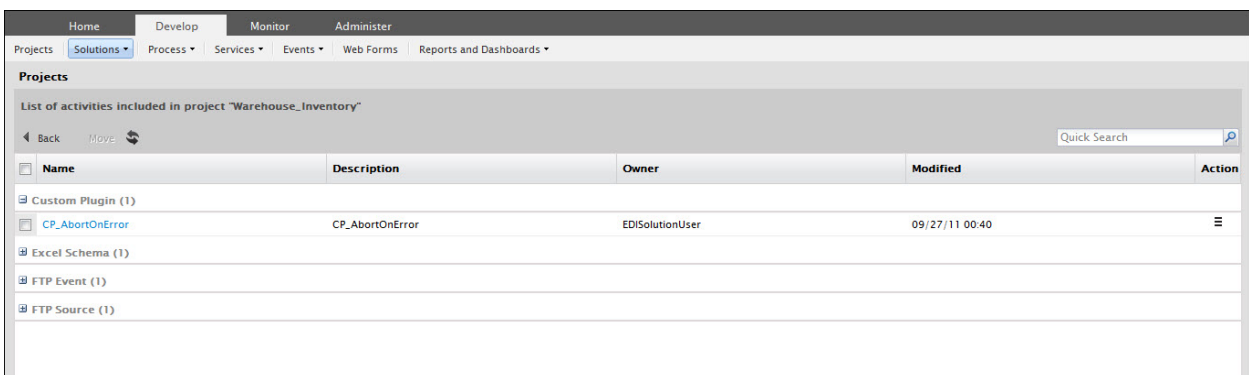 Home Develop Monitor Administer
Projects Solutions Process Services Events Web Forms Reports and Dashboards
Projects
List of activities included in project "Warehouse_Inventory"
Back Move Quick Search
Name Description Owner Modified Action
Custom Plugin (1)
CP_AbortOnError CP_AbortOnError EDISolutionUser 09/27/11 00:40
Excel Schema (1)
FTP Event (1)
FTP Source (1)